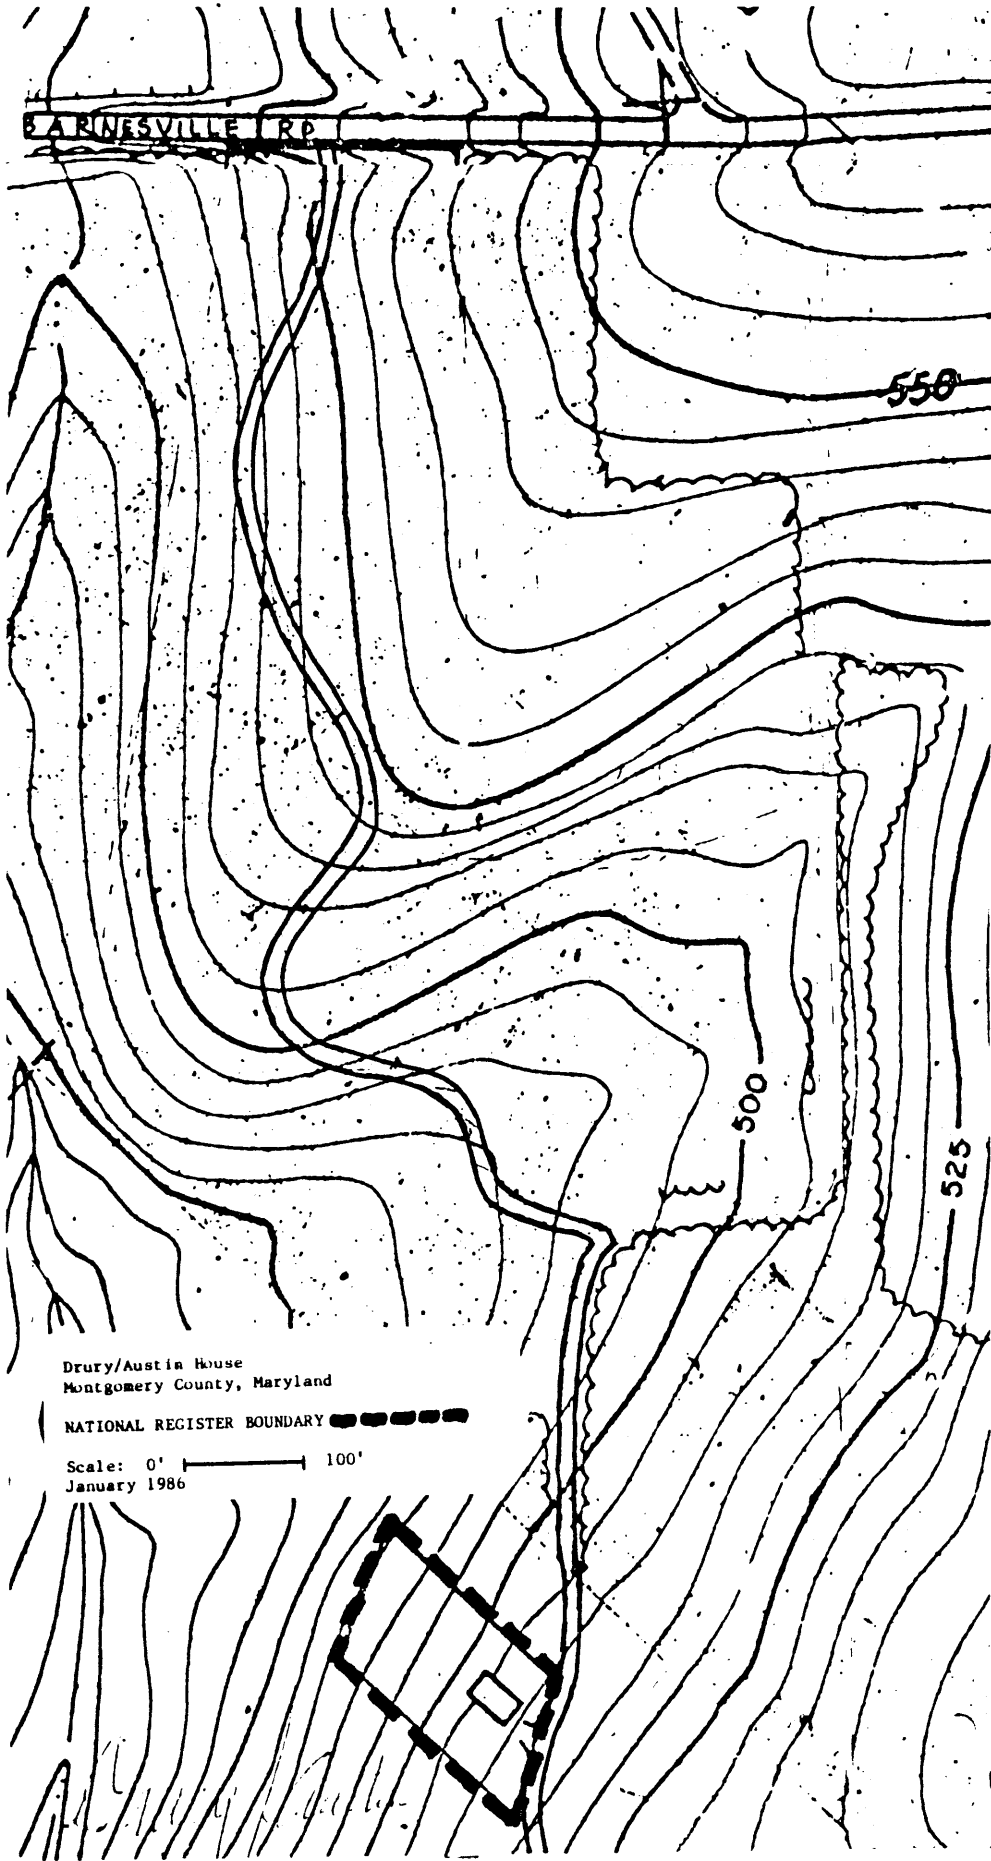 BARNESVILLE RD
550
500
525
Drury/Austin House
Montgomery County, Maryland
NATIONAL REGISTER BOUNDARY
Scale: 0' 100'
January 1986